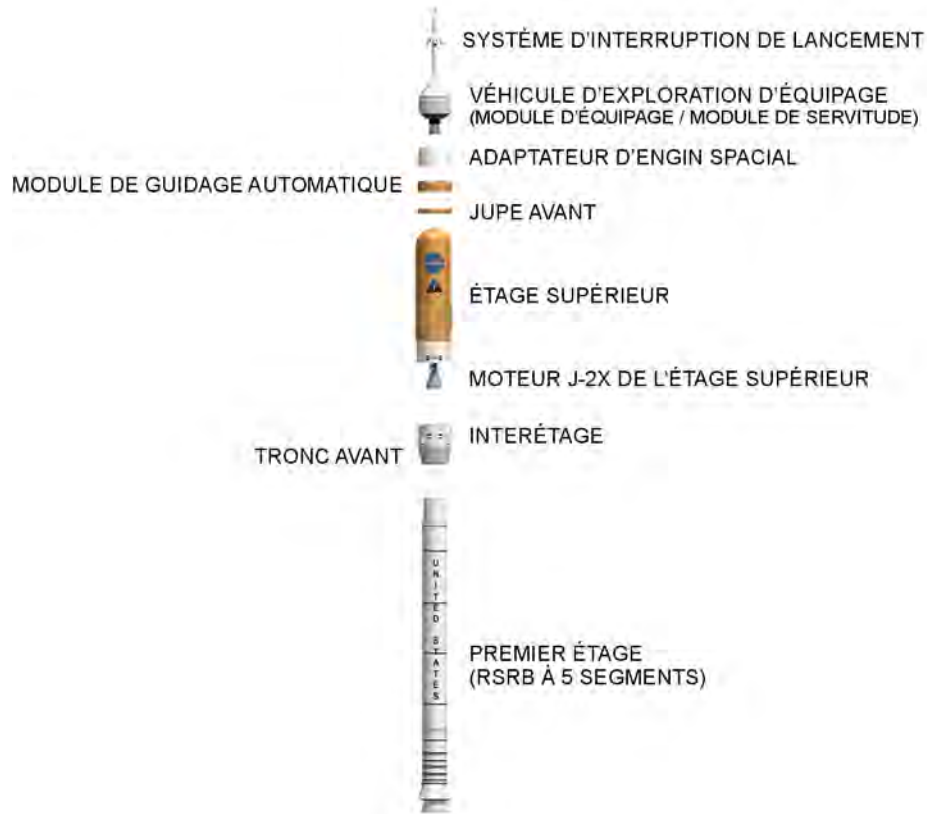 SYSTÈME D'INTERRUPTION DE LANCEMENT
VÉHICULE D'EXPLORATION D'ÉQUIPAGE
(MODULE D'ÉQUIPAGE / MODULE DE SERVITUDE)
ADAPTATEUR D'ENGIN SPACIAL
MODULE DE GUIDAGE AUTOMATIQUE
JUPE AVANT
ÉTAGE SUPÉRIEUR
MOTEUR J-2X DE L'ÉTAGE SUPÉRIEUR
INTERÉTAGE
TRONC AVANT
UNITED STATES
PREMIER ÉTAGE
(RSRB À 5 SEGMENTS)